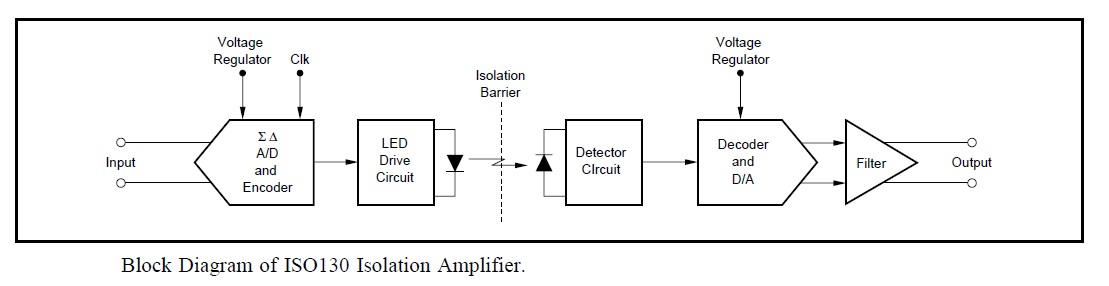 Voltage
Regulator
Clk
Isolation
Barrier
Voltage
Regulator
Input
Σ Δ
A/D
and
Encoder
LED
Drive
Circuit
Detector
CIrcuit
Decoder
and
D/A
Filter
Output
Block Diagram of ISO130 Isolation Amplifier.